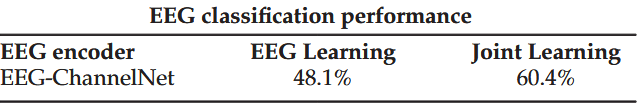 EEG classification performance
EEG encoder EEG Learning Joint Learning
EEG-ChannelNet 48.1% 60.4%